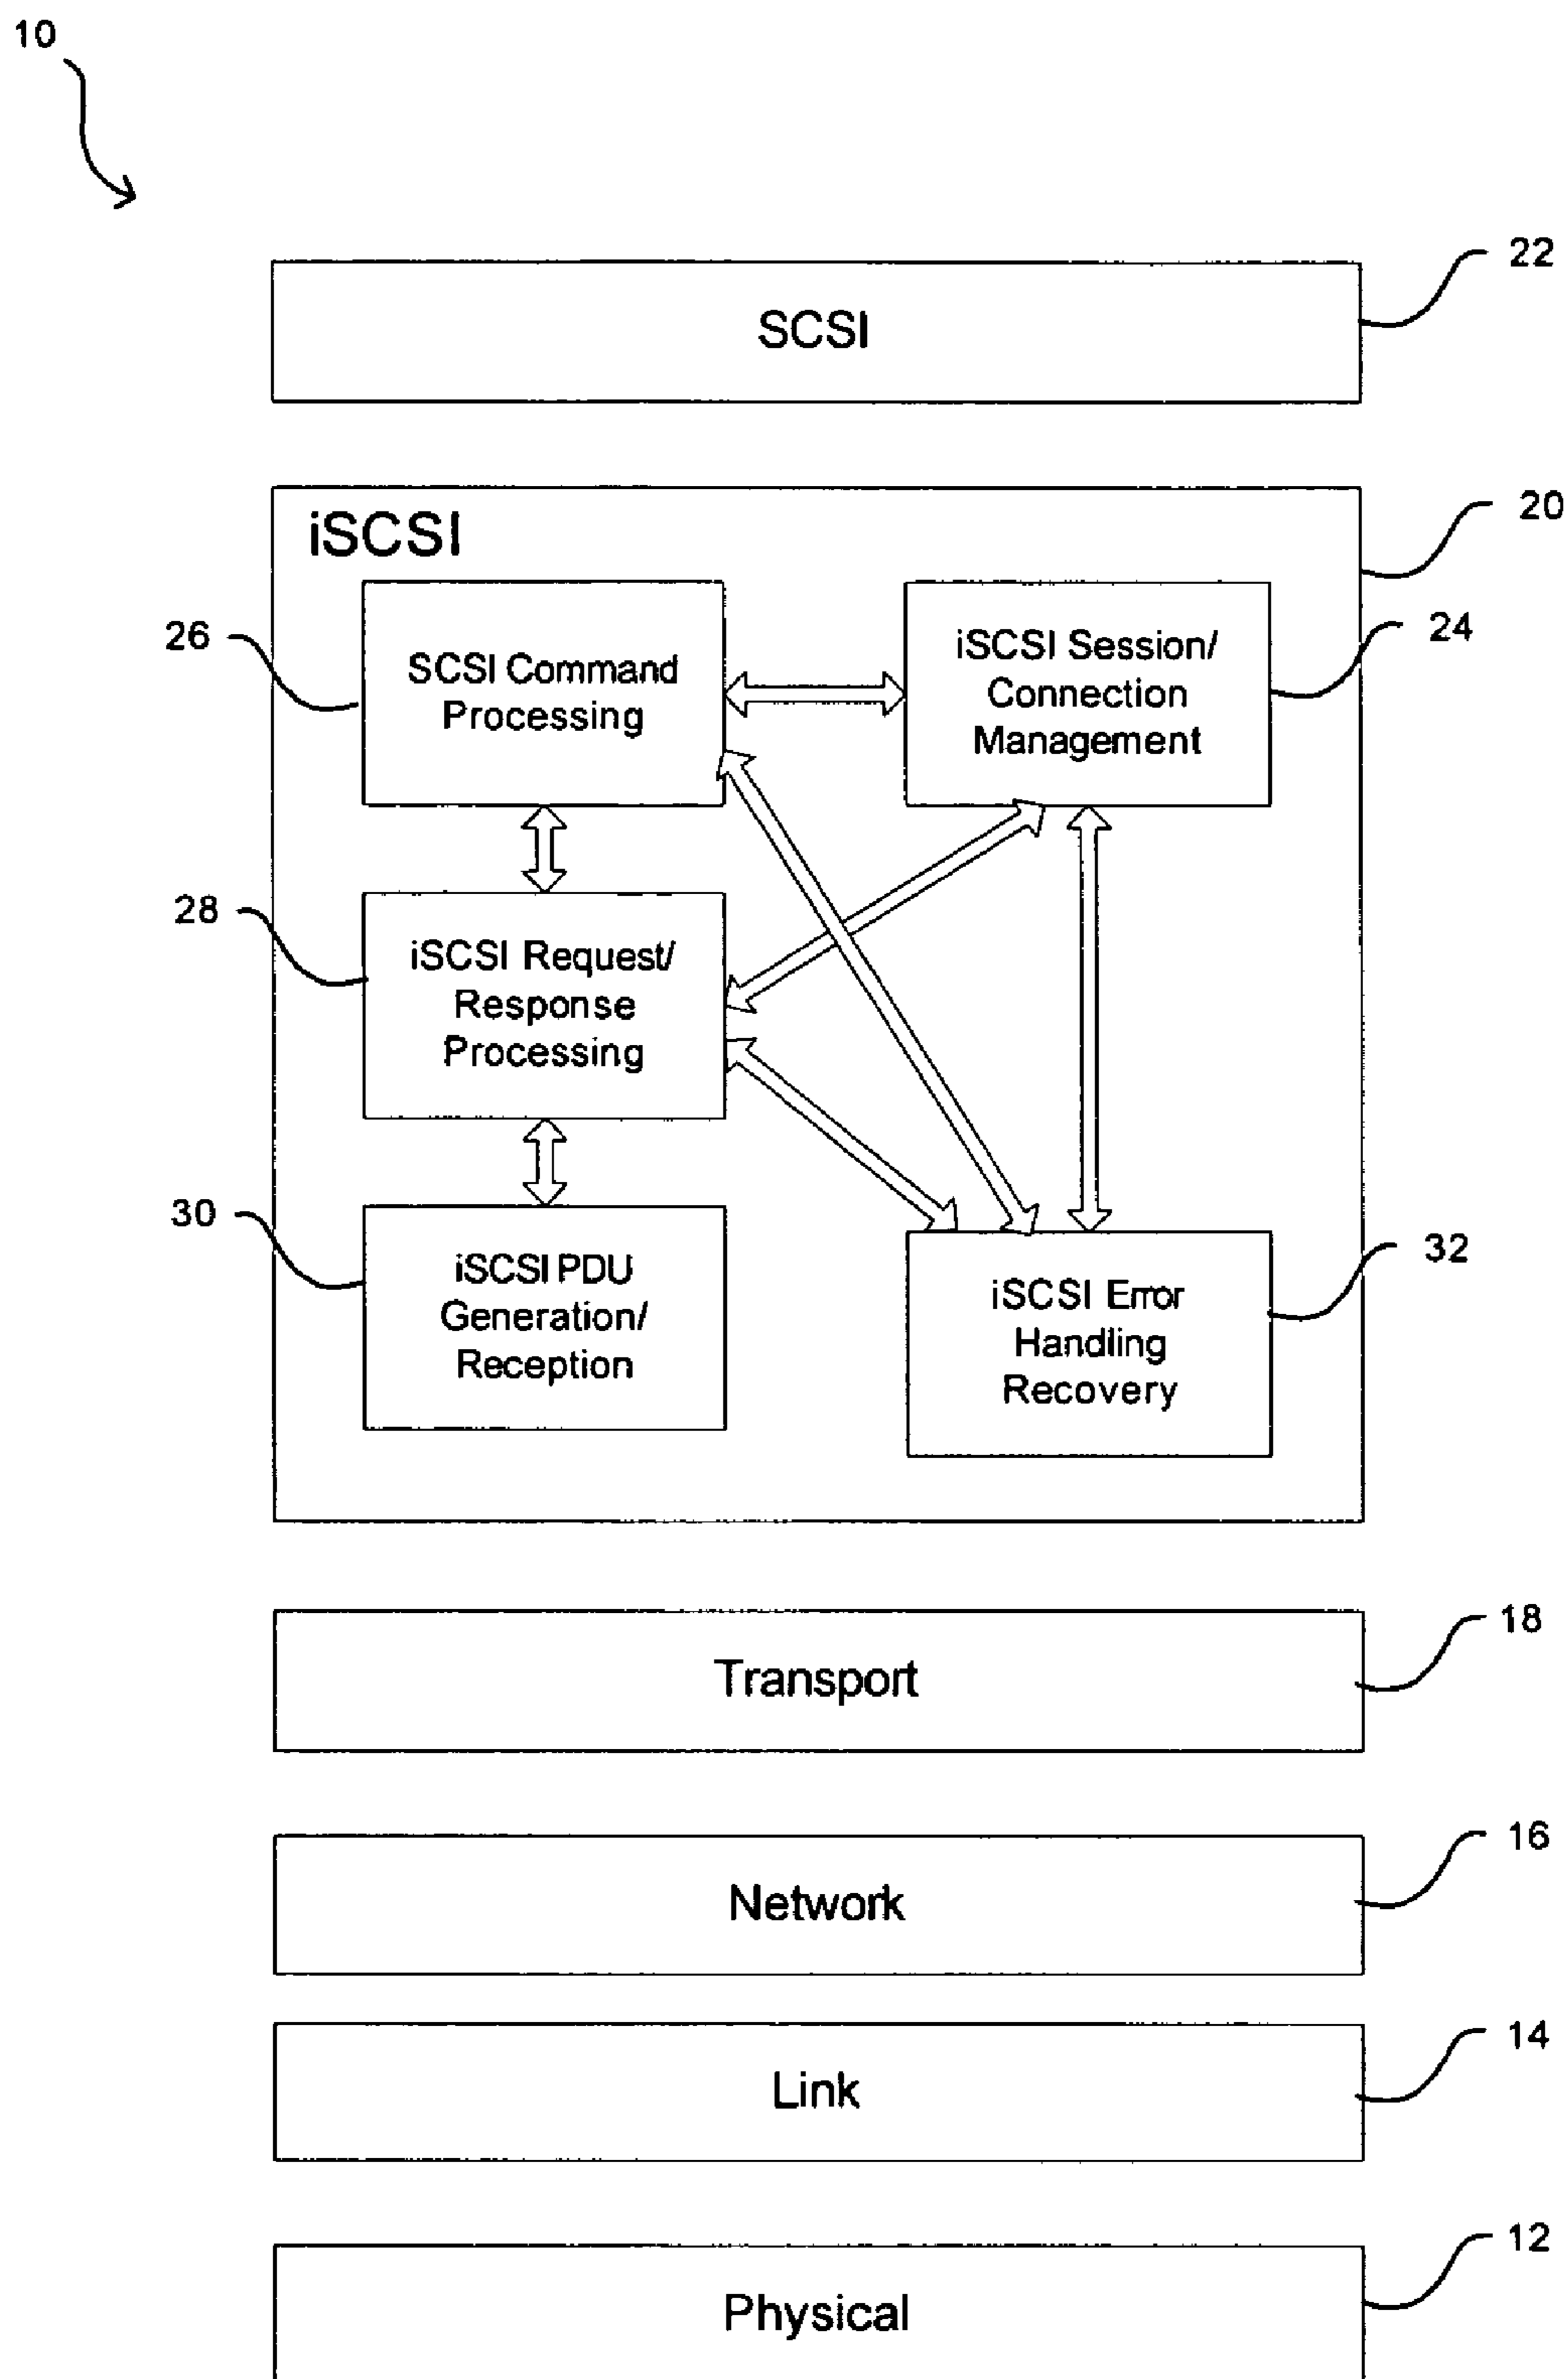 10
22
SCSI
20
iSCSI
26
SCSI Command
Processing
iSCSI Session/
Connection
Management
24
28
iSCSI Request/
Response
Processing
30
iSCSI PDU
Generation/
Reception
iSCSI Error
Handling
Recovery
32
18
Transport
16
Network
14
Link
12
Physical